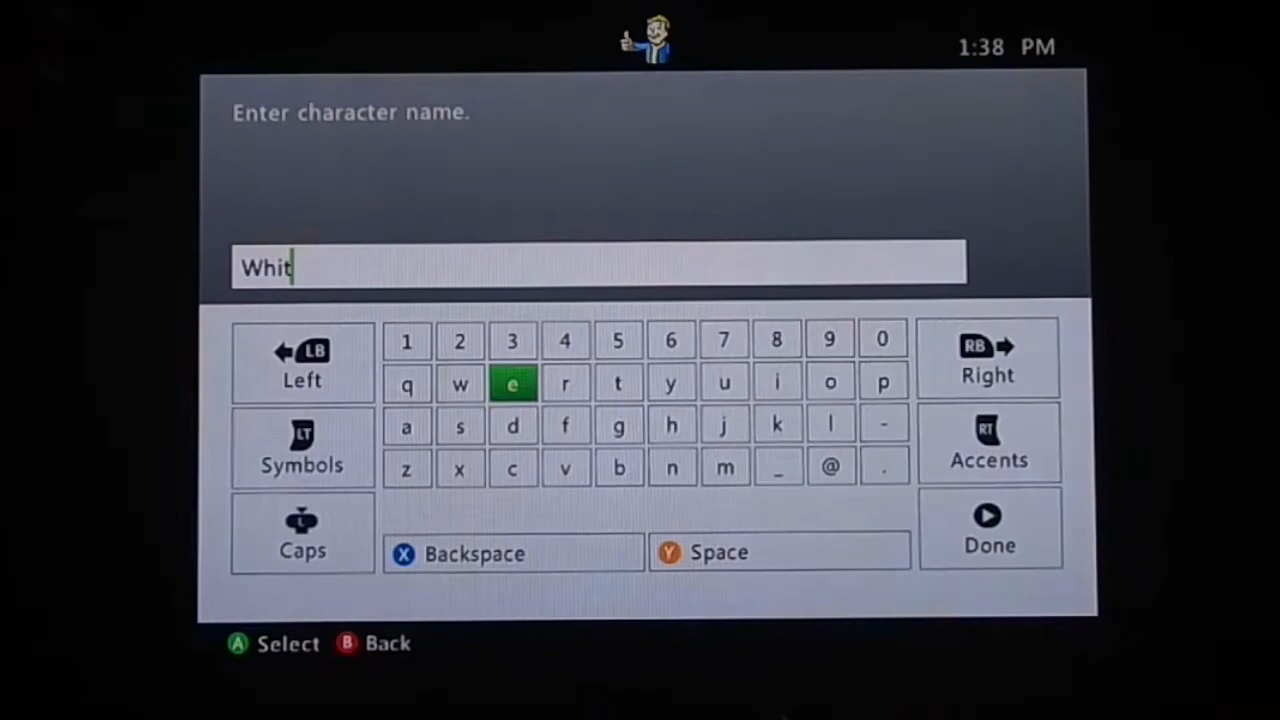 1:38 PM
Enter character name.
Whit
LB
Left
1 2 3 4 5 6 7 8 9 0
RB
Right
q w e r t y u i o p
LT
Symbols
a s d f g h j k l -
RT
Accents
z x c v b n m _ @ .
L
Caps
X Backspace
Y Space
Done
A Select B Back